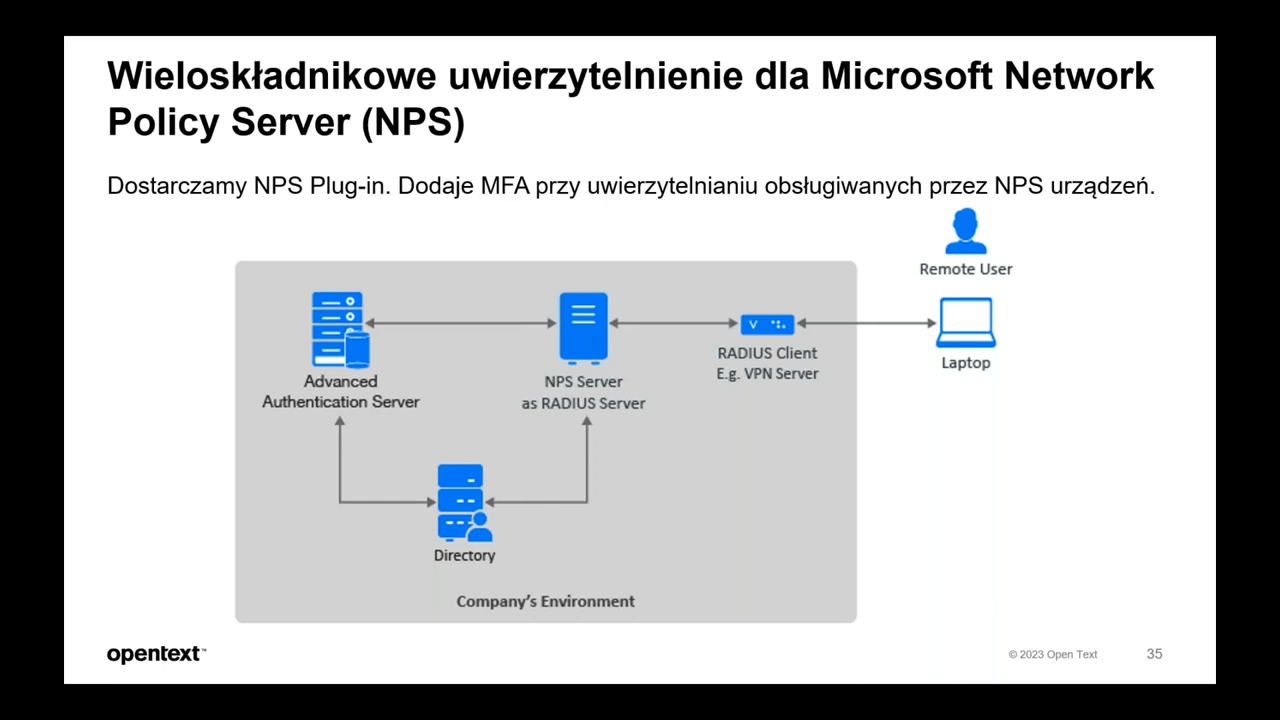 Wieloskładnikowe uwierzytelnienie dla Microsoft Network
Policy Server (NPS)
Dostarczamy NPS Plug-in. Dodaje MFA przy uwierzytelnianiu obsługiwanych przez NPS urządzeń.
Remote User
Laptop
Advanced
Authentication Server
NPS Server
as RADIUS Server
V
RADIUS Client
E.g. VPN Server
Directory
Company's Environment
opentext™
© 2023 Open Text
35